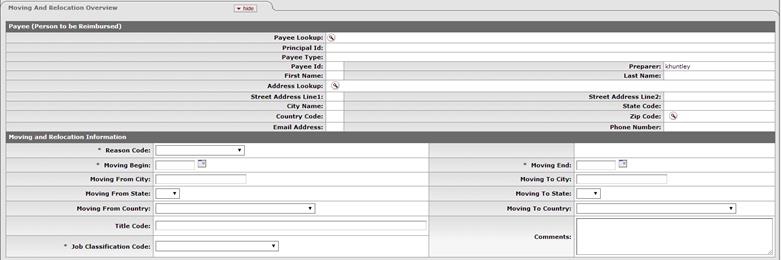 Moving And Relocation Overview ▼ hide
Payee (Person to be Reimbursed)
Payee Lookup:
Principal Id:
Payee Type:
Payee Id: Preparer: khuntley
First Name: Last Name:
Address Lookup:
Street Address Line1: Street Address Line2:
City Name: State Code:
Country Code: Zip Code:
Email Address: Phone Number:
Moving and Relocation Information
* Reason Code:
* Moving Begin: * Moving End:
Moving From City: Moving To City:
Moving From State: Moving To State:
Moving From Country: Moving To Country:
Title Code:
Comments:
* Job Classification Code: